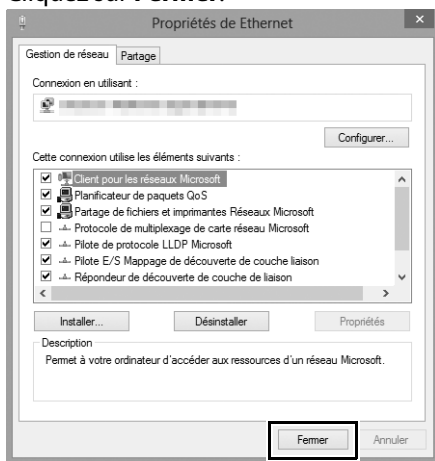 Cliquez sur Fermer.
Propriétés de Ethernet
Gestion de réseau Partage
Connexion en utilisant :
Configurer...
Cette connexion utilise les éléments suivants :
Client pour les réseaux Microsoft
Planificateur de paquets QoS
Partage de fichiers et imprimantes Réseaux Microsoft
Protocole de multiplexage de carte réseau Microsoft
Pilote de protocole LLDP Microsoft
Pilote E/S Mappage de découverte de couche liaison
Répondeur de découverte de couche de liaison
Installer... Désinstaller Propriétés
Description
Permet à votre ordinateur d'accéder aux ressources d'un réseau Microsoft.
Fermer Annuler